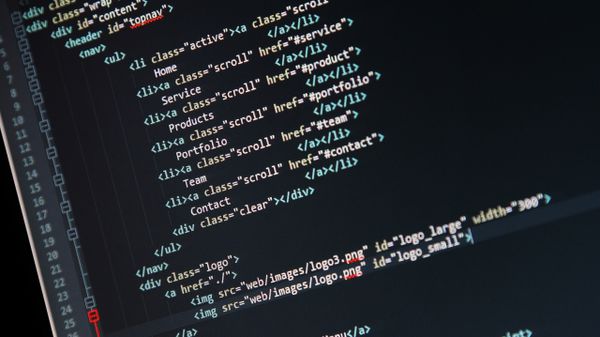 <div class="wrap
<div id="content">
<header id="topnav">
<nav>
<ul>
<li class="active"><a class="scroll
Home </a></li>
<li><a class="scroll" href="#service">
Service </a></li>
<li><a class="scroll" href="#product">
Products </a></li>
<li><a class="scroll" href="#portfolio">
Portfolio </a></li>
<li><a class="scroll" href="#team">
Team </a></li>
<li><a class="scroll" href="#contact">
Contact </a></li>
<div class="clear"></div>
</ul>
</nav>
<div class="logo">
<a href="./">
<img src="web/images/logo3.png" id="logo_large" width="300">
<img src="web/images/logo.png" id="logo_small">
</a>
</a>
5
6
7
8
9
10
11
12
13
14
15
16
17
18
19
20
21
22
23
24
25